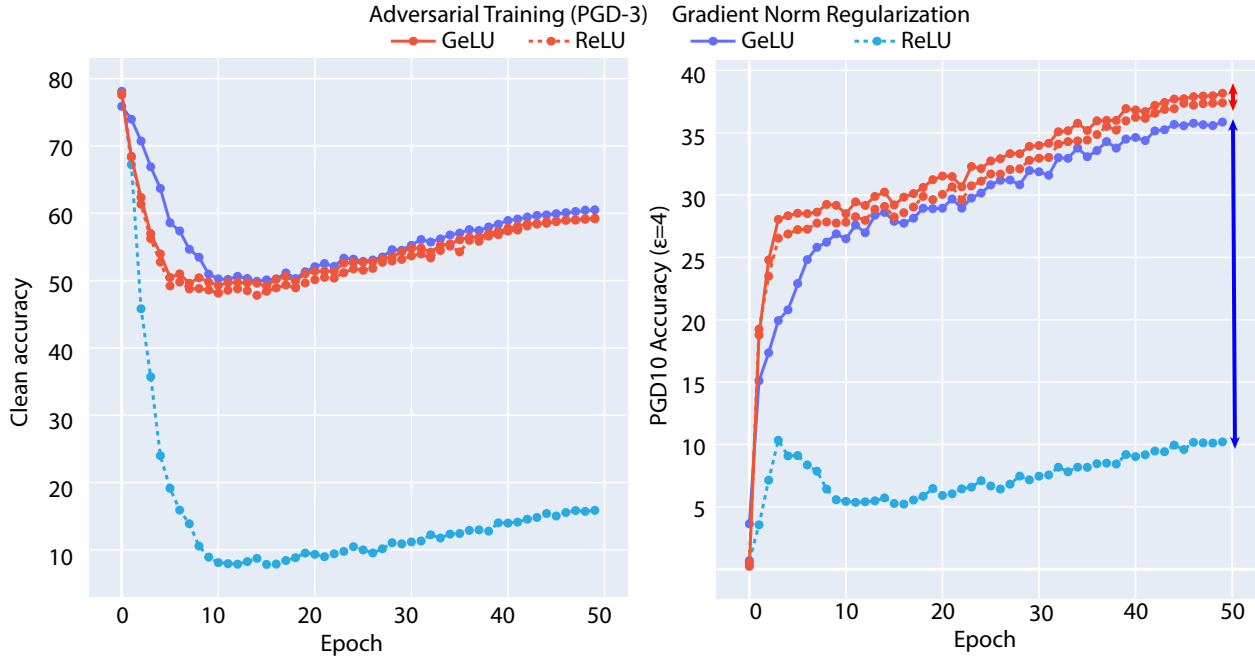 Adversarial Training (PGD-3) Gradient Norm Regularization
GeLU ReLU GeLU ReLU
Clean accuracy
80
70
60
50
40
30
20
10
0 10 20 30 40 50
Epoch
PGD10 Accuracy (ε=4)
40
35
30
25
20
15
10
5
0 10 20 30 40 50
Epoch